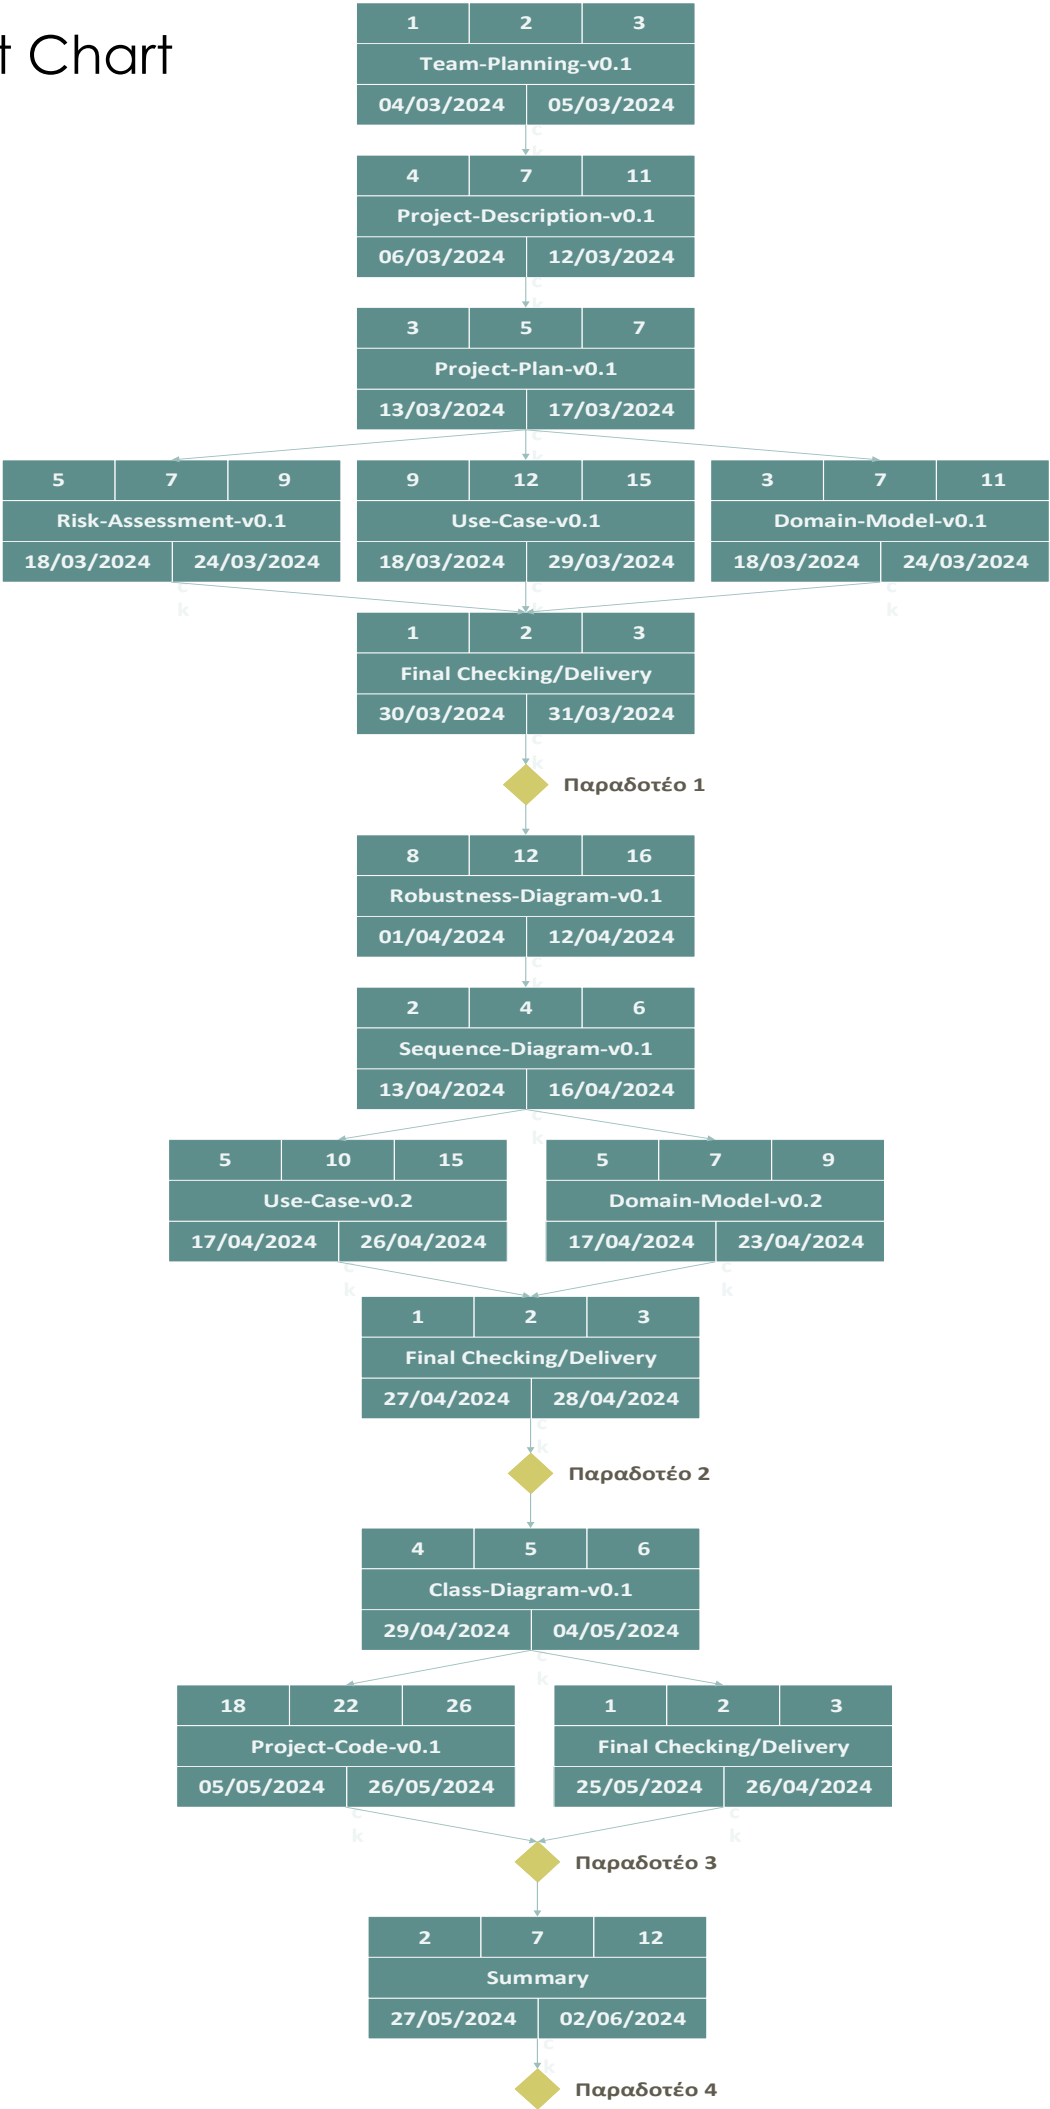 t Chart
1 2 3
Team-Planning-v0.1
04/03/2024 05/03/2024
c
k
4 7 11
Project-Description-v0.1
06/03/2024 12/03/2024
c
k
3 5 7
Project-Plan-v0.1
13/03/2024 17/03/2024
c
k
5 7 9
Risk-Assessment-v0.1
18/03/2024 24/03/2024
c
k
9 12 15
Use-Case-v0.1
18/03/2024 29/03/2024
c
k
3 7 11
Domain-Model-v0.1
18/03/2024 24/03/2024
c
k
1 2 3
Final Checking/Delivery
30/03/2024 31/03/2024
c
k
Παραδοτέο 1
8 12 16
Robustness-Diagram-v0.1
01/04/2024 12/04/2024
c
k
2 4 6
Sequence-Diagram-v0.1
13/04/2024 16/04/2024
c
k
5 10 15
Use-Case-v0.2
17/04/2024 26/04/2024
c
k
5 7 9
Domain-Model-v0.2
17/04/2024 23/04/2024
c
k
1 2 3
Final Checking/Delivery
27/04/2024 28/04/2024
c
k
Παραδοτέο 2
4 5 6
Class-Diagram-v0.1
29/04/2024 04/05/2024
c
k
18 22 26
Project-Code-v0.1
05/05/2024 26/05/2024
c
k
1 2 3
Final Checking/Delivery
25/05/2024 26/04/2024
c
k
Παραδοτέο 3
2 7 12
Summary
27/05/2024 02/06/2024
c
k
Παραδοτέο 4